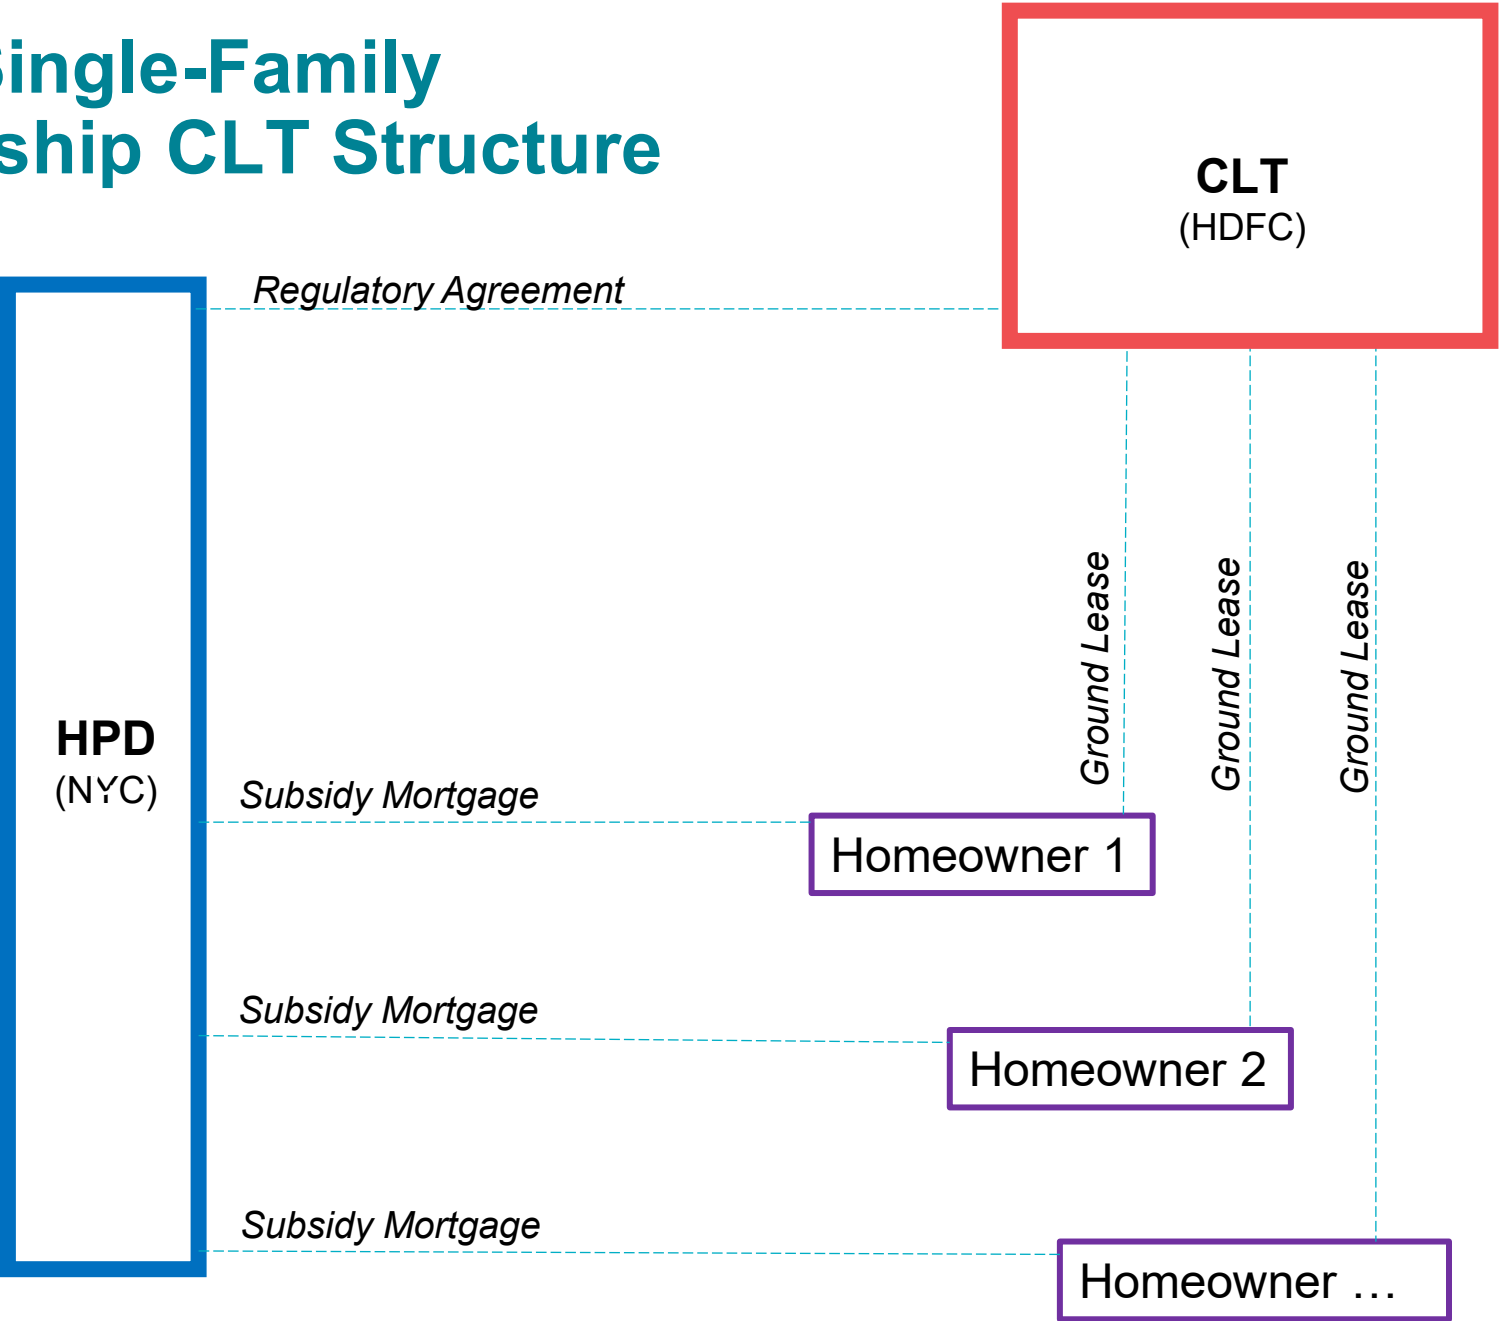 Single-Family
ship CLT Structure
CLT
(HDFC)
Regulatory Agreement
Ground Lease
Ground Lease
Ground Lease
HPD
(NYC)
Subsidy Mortgage
Homeowner 1
Subsidy Mortgage
Homeowner 2
Subsidy Mortgage
Homeowner …